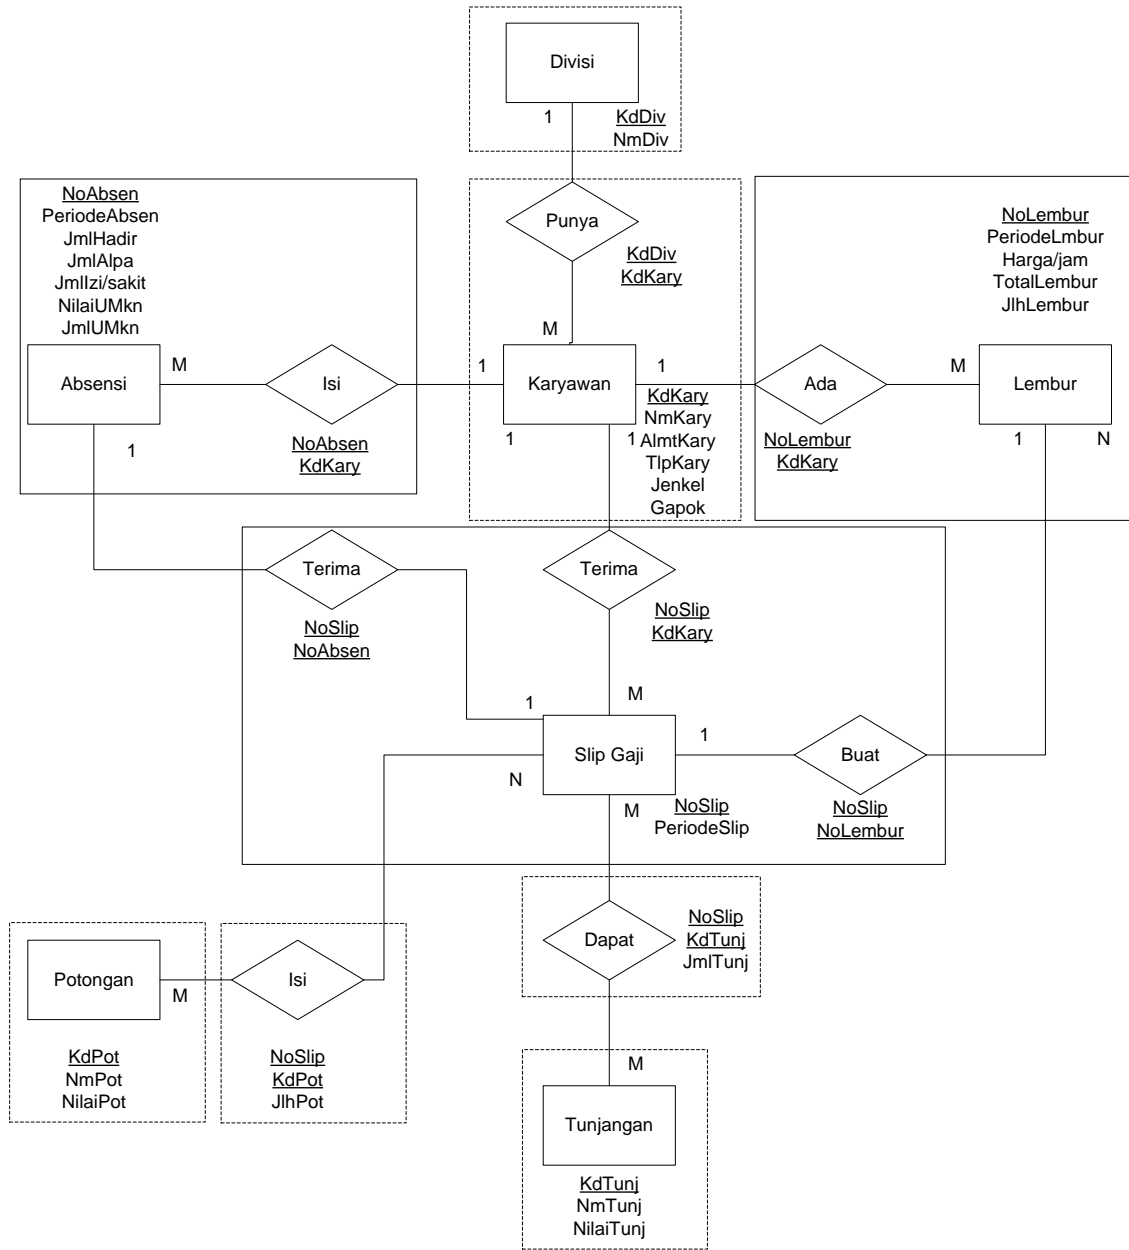 Divisi
1
KdDiv
NmDiv
Punya
KdDiv
KdKary
M
NoAbsen
PeriodeAbsen
JmlHadir
JmlAlpa
JmlIzi/sakit
NilaiUMkn
JmlUMkn
Absensi
M
1
Isi
NoAbsen
KdKary
1
Karyawan
1
1
1
KdKary
NmKary
AlmtKary
TlpKary
Jenkel
Gapok
NoLembur
PeriodeLmbur
Harga/jam
TotalLembur
JlhLembur
Ada
NoLembur
KdKary
M
Lembur
1
N
Terima
NoSlip
NoAbsen
1
Terima
NoSlip
KdKary
M
Slip Gaji
N
M
1
NoSlip
PeriodeSlip
Buat
NoSlip
NoLembur
Potongan
M
KdPot
NmPot
NilaiPot
Isi
NoSlip
KdPot
JlhPot
Dapat
NoSlip
KdTunj
JmlTunj
M
Tunjangan
KdTunj
NmTunj
NilaiTunj